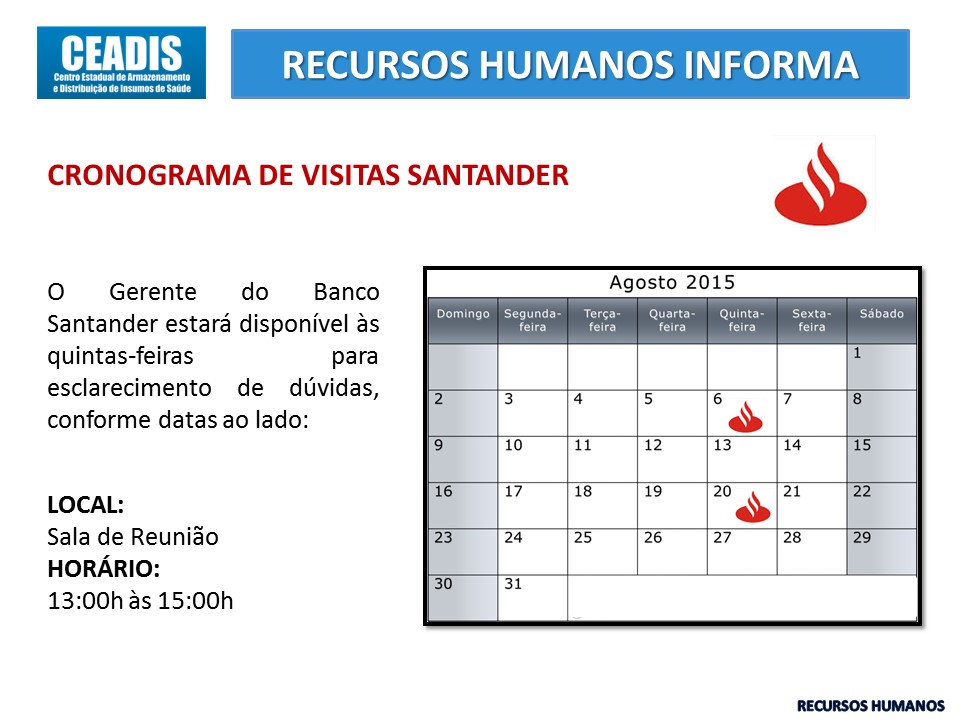 CEADIS
Centro Estadual de Armazenamento
e Distribuição de Insumos de Saúde
RECURSOS HUMANOS INFORMA
CRONOGRAMA DE VISITAS SANTANDER
O Gerente do Banco
Santander estará disponível às
quintas-feiras para
esclarecimento de dúvidas,
conforme datas ao lado:
LOCAL:
Sala de Reunião
HORÁRIO:
13:00h às 15:00h
Agosto 2015
Domingo Segunda-feira Terça-feira Quarta-feira Quinta-feira Sexta-feira Sábado
1
2 3 4 5 6 7 8
9 10 11 12 13 14 15
16 17 18 19 20 21 22
23 24 25 26 27 28 29
30 31
RECURSOS HUMANOS